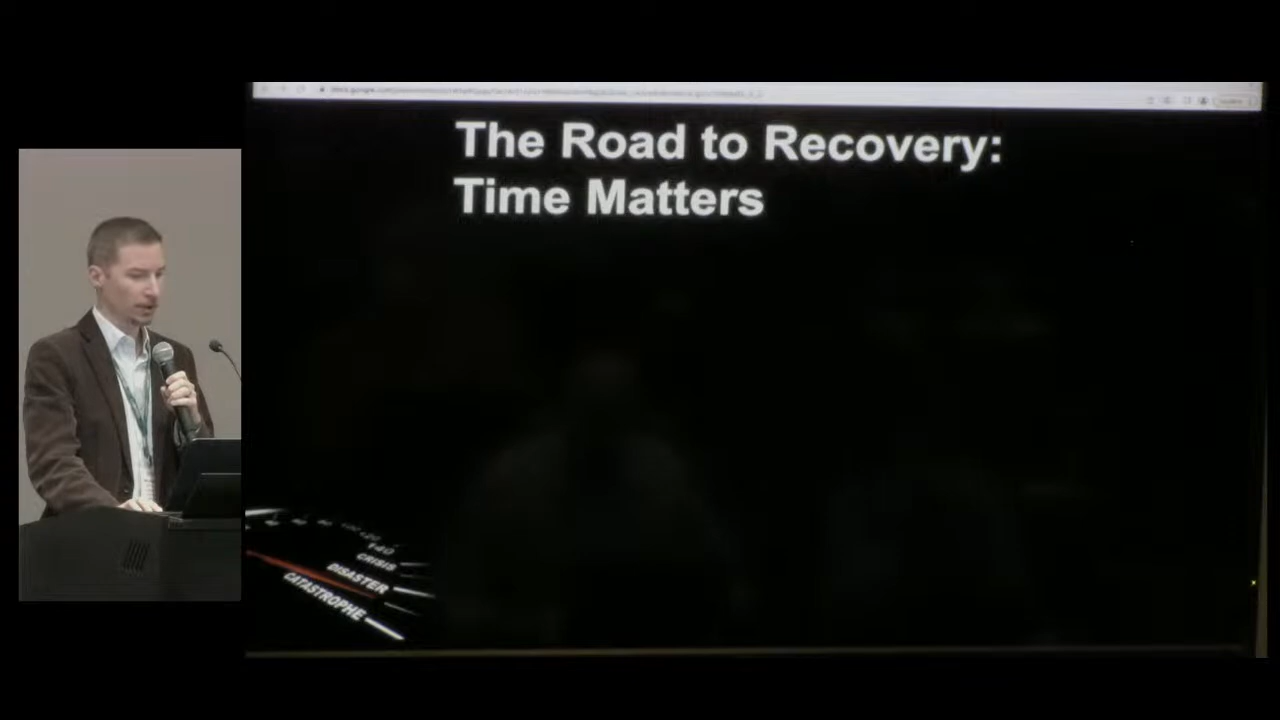 The Road to Recovery:
Time Matters
140
CRISIS
DISASTER
CATASTROPHE